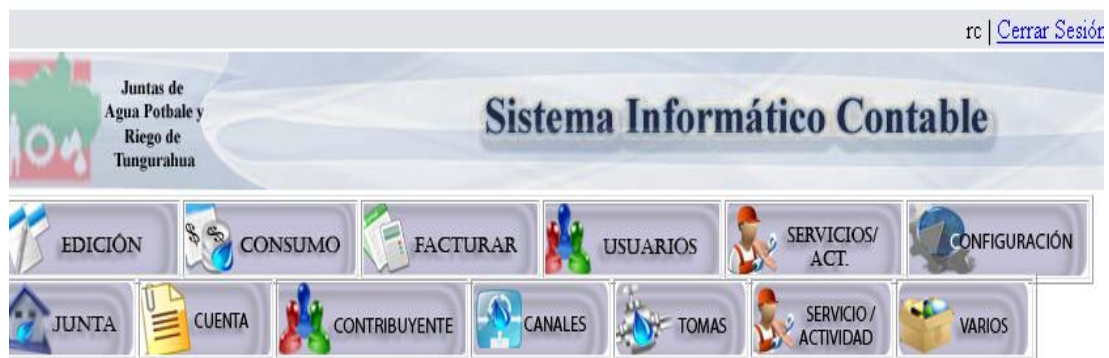 rc | Cerrar Sesión
Juntas de
Agua Potbale y
Riego de
Tungurahua
Sistema Informático Contable
EDICIÓN
CONSUMO
FACTURAR
USUARIOS
SERVICIOS/
ACT.
CONFIGURACIÓN
JUNTA
CUENTA
CONTRIBUYENTE
CANALES
TOMAS
SERVICIO /
ACTIVIDAD
VARIOS